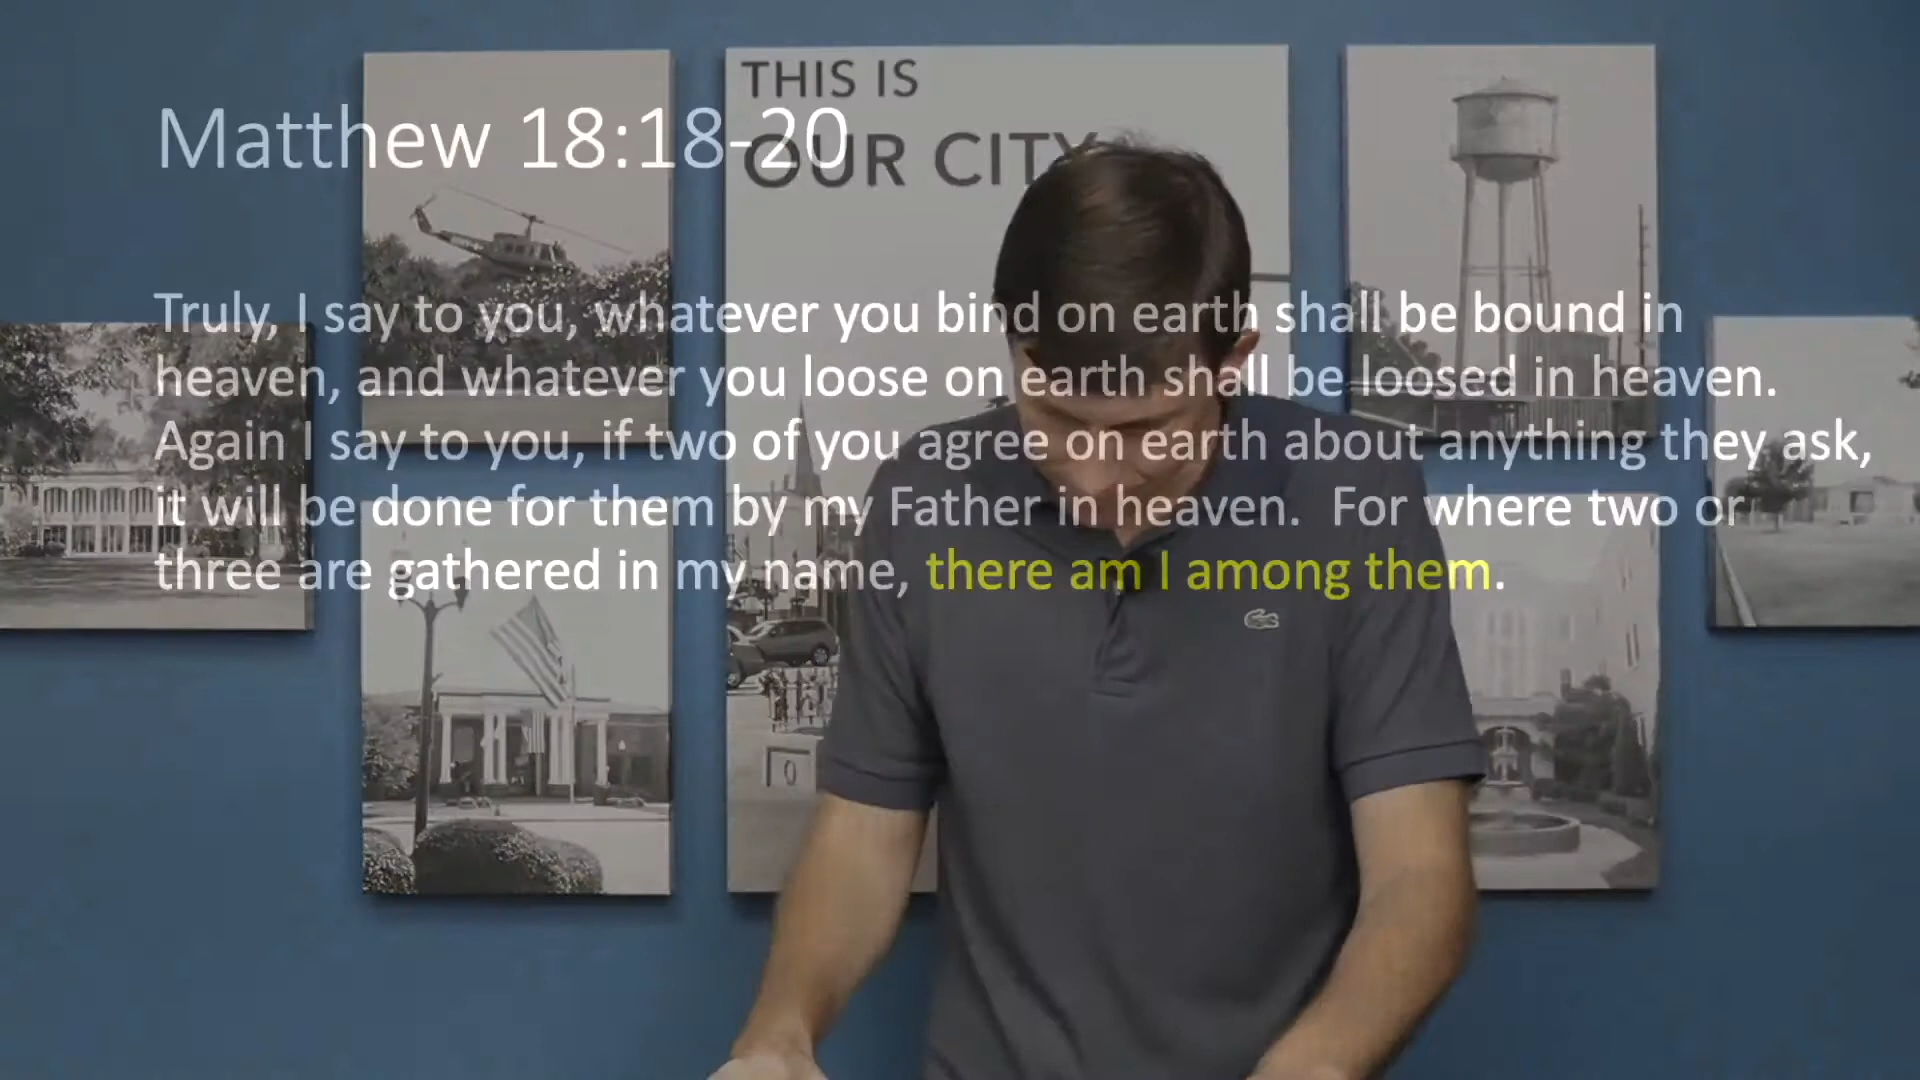 THIS IS
OUR CITY
Matthew 18:18-20
Truly, I say to you, whatever you bind on earth shall be bound in
heaven, and whatever you loose on earth shall be loosed in heaven.
Again I say to you, if two of you agree on earth about anything they ask,
it will be done for them by my Father in heaven.  For where two or
three are gathered in my name, there am I among them.